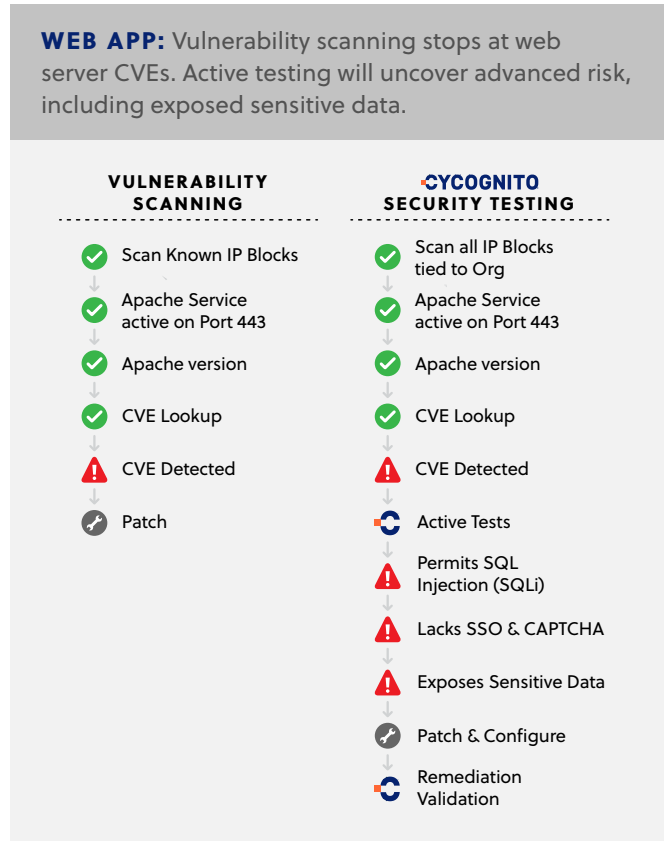 WEB APP: Vulnerability scanning stops at web
server CVEs. Active testing will uncover advanced risk,
including exposed sensitive data.
VULNERABILITY
SCANNING
Scan Known IP Blocks
Apache Service
active on Port 443
Apache version
CVE Lookup
CVE Detected
Patch
CYCOGNITO
SECURITY TESTING
Scan all IP Blocks
tied to Org
Apache Service
active on Port 443
Apache version
CVE Lookup
CVE Detected
Active Tests
Permits SQL
Injection (SQLi)
Lacks SSO & CAPTCHA
Exposes Sensitive Data
Patch & Configure
Remediation
Validation